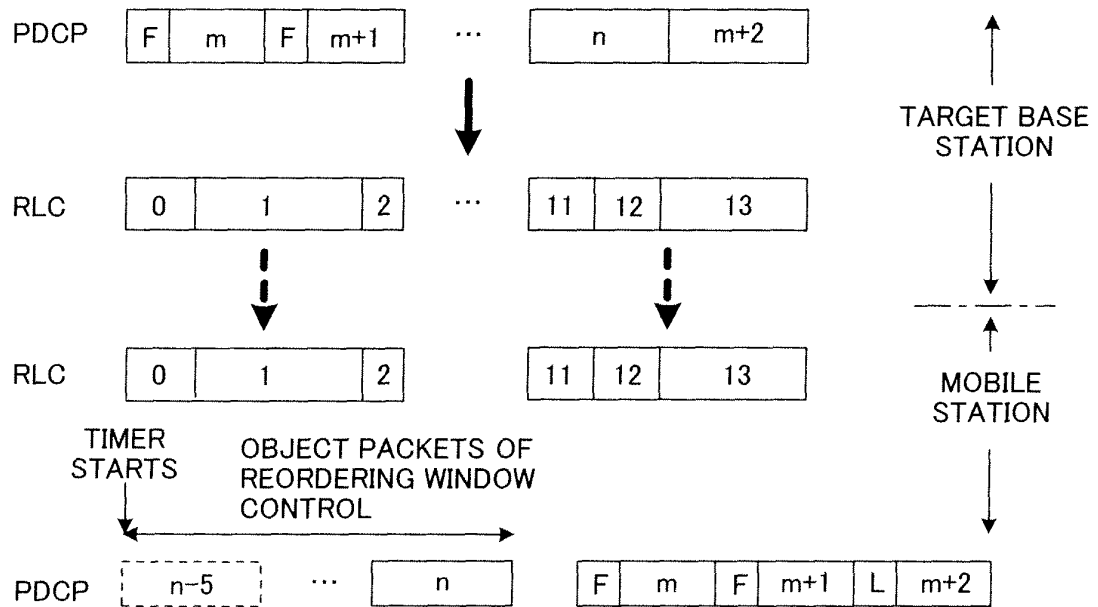 PDCP F m F m+1 ... n m+2
TARGET BASE
STATION
RLC 0 1 2 ... 11 12 13
RLC 0 1 2 11 12 13
MOBILE
STATION
TIMER
STARTS
OBJECT PACKETS OF
REORDERING WINDOW
CONTROL
PDCP n-5 ... n F m F m+1 L m+2